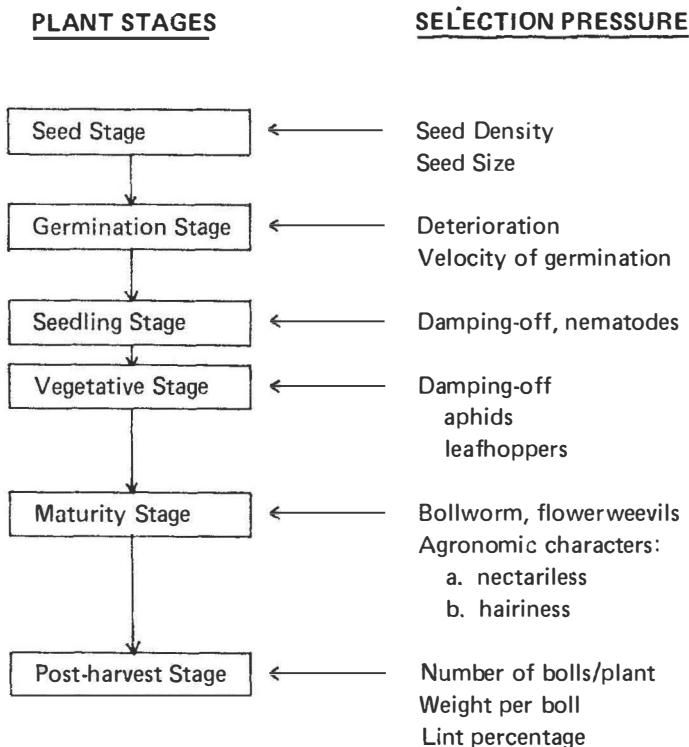 PLANT STAGES SELECTION PRESSURE
Seed Stage Seed Density
Seed Size
Germination Stage Deterioration
Velocity of germination
Seedling Stage Damping-off, nematodes
Vegetative Stage Damping-off
aphids
leafhoppers
Maturity Stage Bollworm, flowerweevils
Agronomic characters:
a. nectariless
b. hairiness
Post-harvest Stage Number of bolls/plant
Weight per boll
Lint percentage